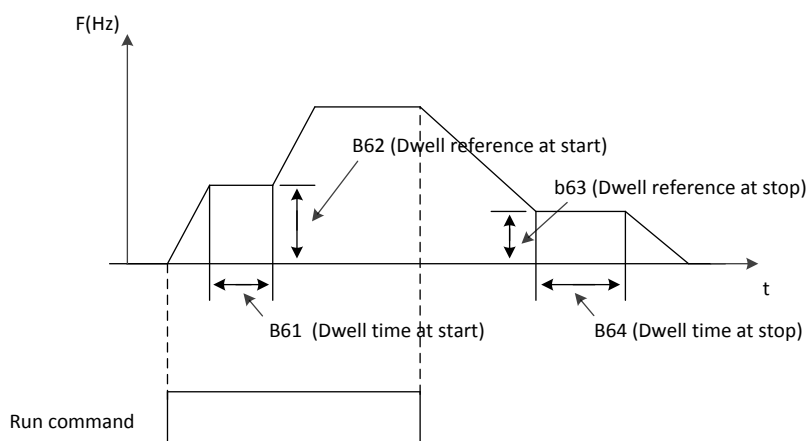 F(Hz)
B62 (Dwell reference at start)
b63 (Dwell reference at stop)
t
B61 (Dwell time at start)
B64 (Dwell time at stop)
Run command